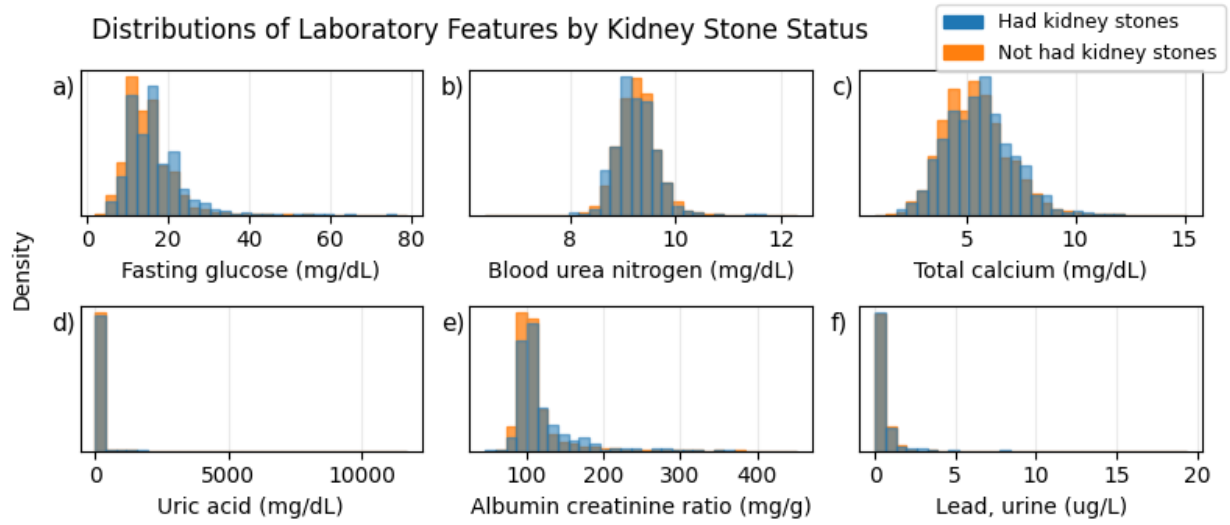 Distributions of Laboratory Features by Kidney Stone Status
Had kidney stones
Not had kidney stones
a)
0 20 40 60 80
Fasting glucose (mg/dL)
b)
8 10 12
Blood urea nitrogen (mg/dL)
c)
5 10 15
Total calcium (mg/dL)
Density
d)
0 5000 10000
Uric acid (mg/dL)
e)
100 200 300 400
Albumin creatinine ratio (mg/g)
f)
0 5 10 15 20
Lead, urine (ug/L)